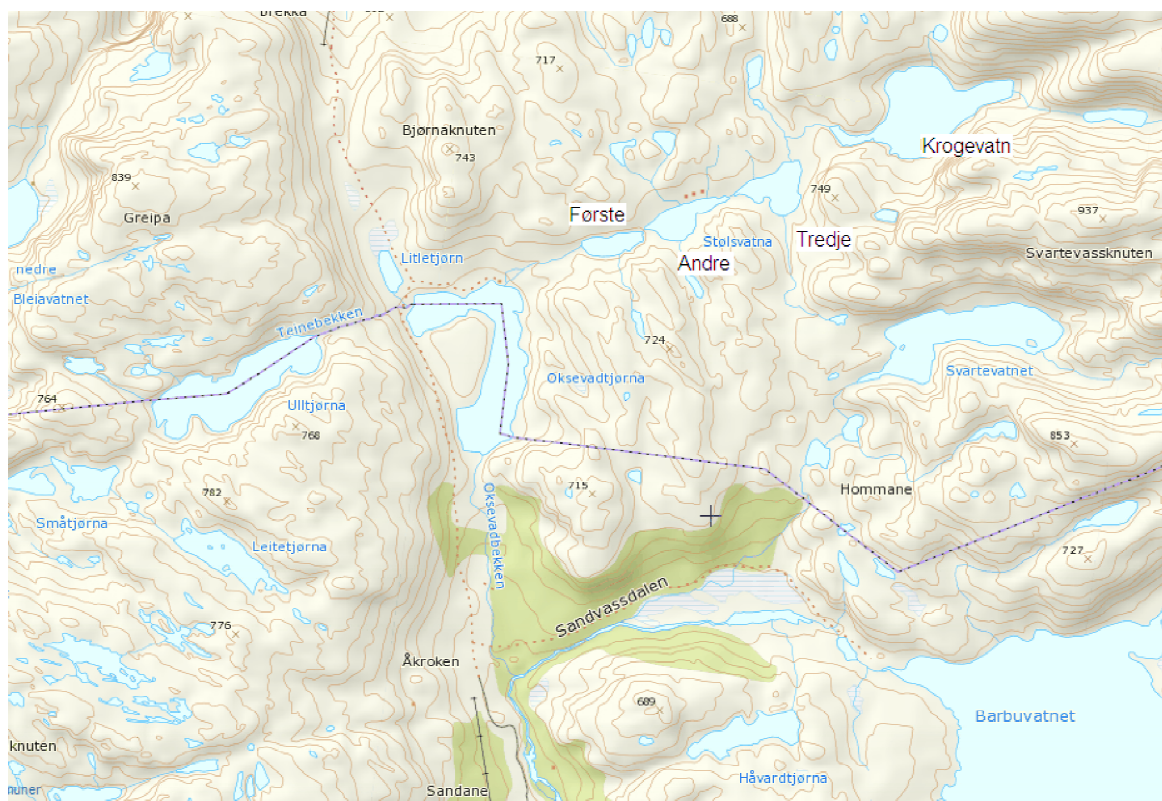 688
717
Bjørnaknuten
743
Krogevatn
839
749
Greipa
Første
937
Stølsvatna
Tredje
Litletjørn
Andre
Svartevassknuten
nedre
Bleiavatnet
Teinebekken
724
Svartevatnet
Oksevadtjørna
764
Ulltjørna
768
853
715
Hommane
782
Småtjørna
Leitetjørna
Oksevadbekken
727
Sandvassdalen
776
Åkroken
689
Barbuvatnet
knuten
Håvardtjørna
Sandane